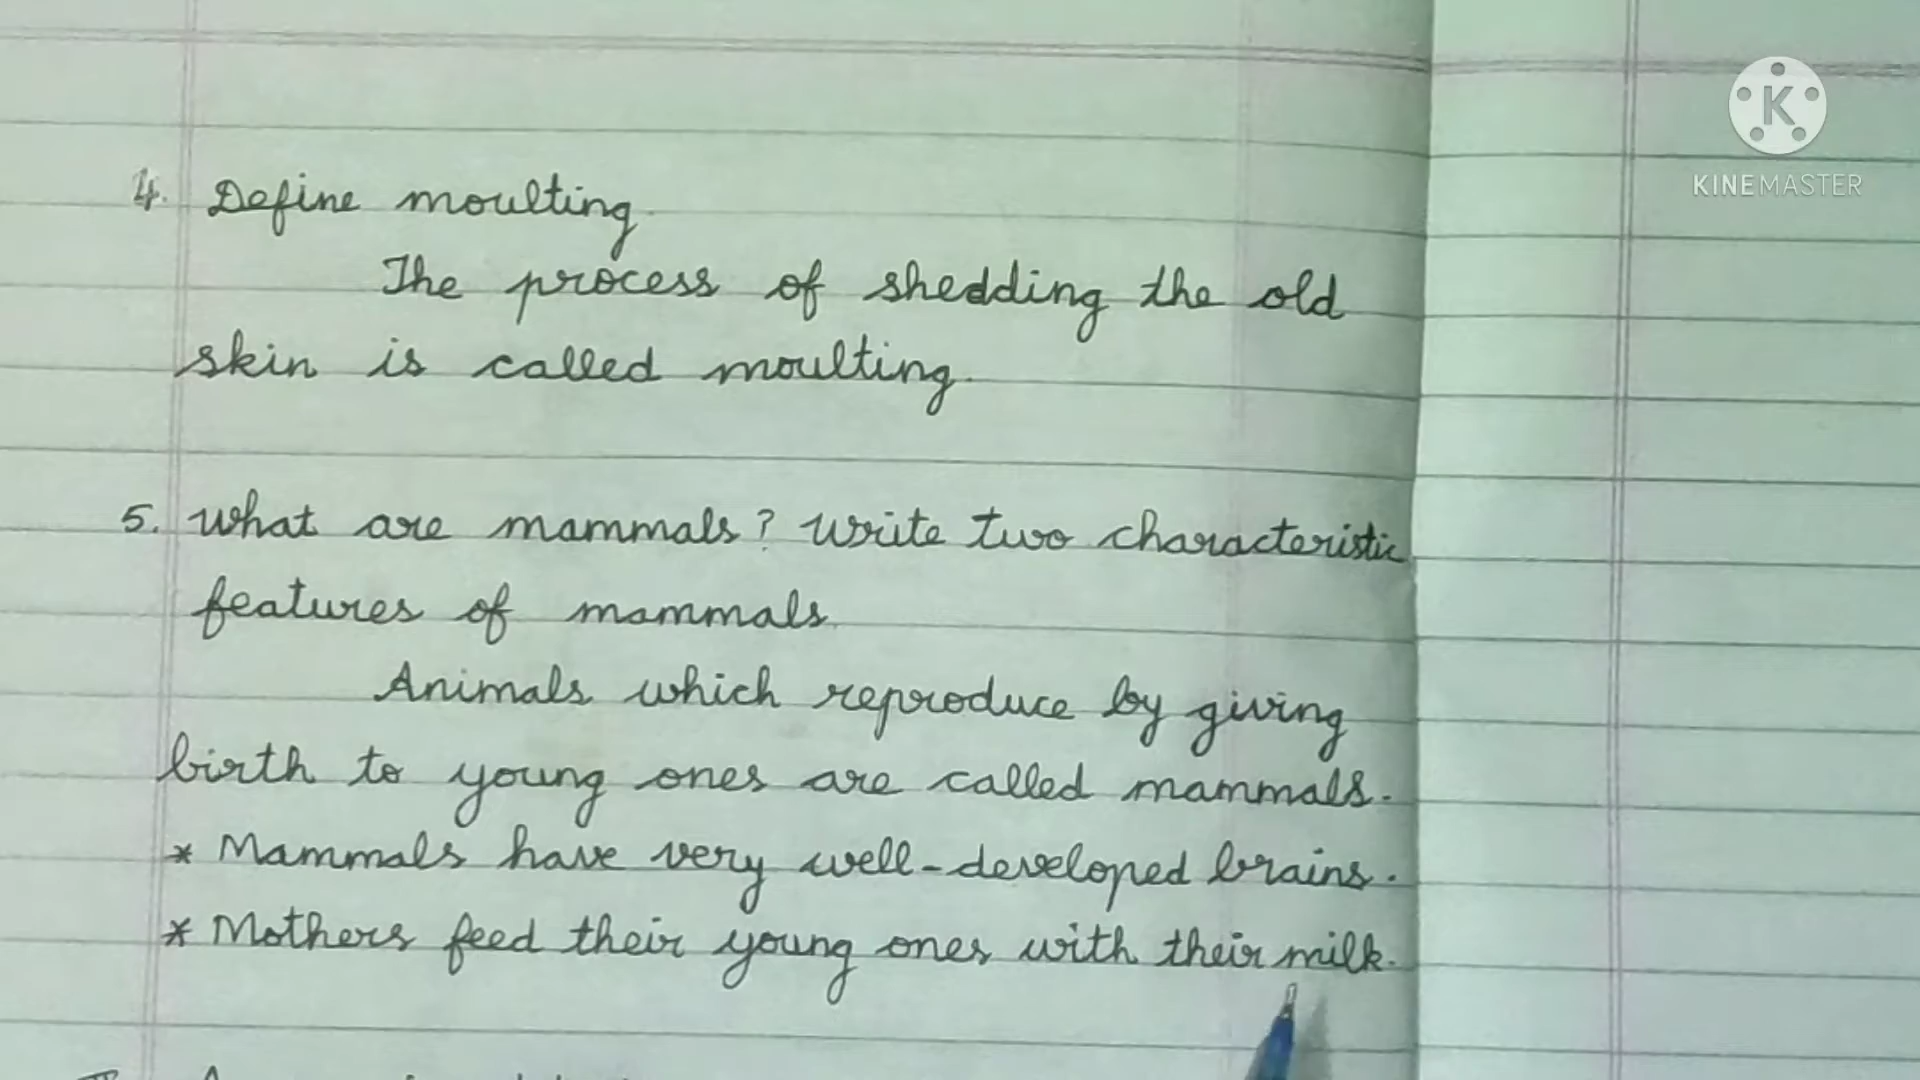 4. Define moulting.
The process of shedding the old
skin is called moulting.
5. What are mammals? Write two characteristic
features of mammals.
Animals which reproduce by giving
birth to young ones are called mammals.
* Mammals have very well-developed brains.
* Mothers feed their young ones with their milk.
K
KINEMASTER